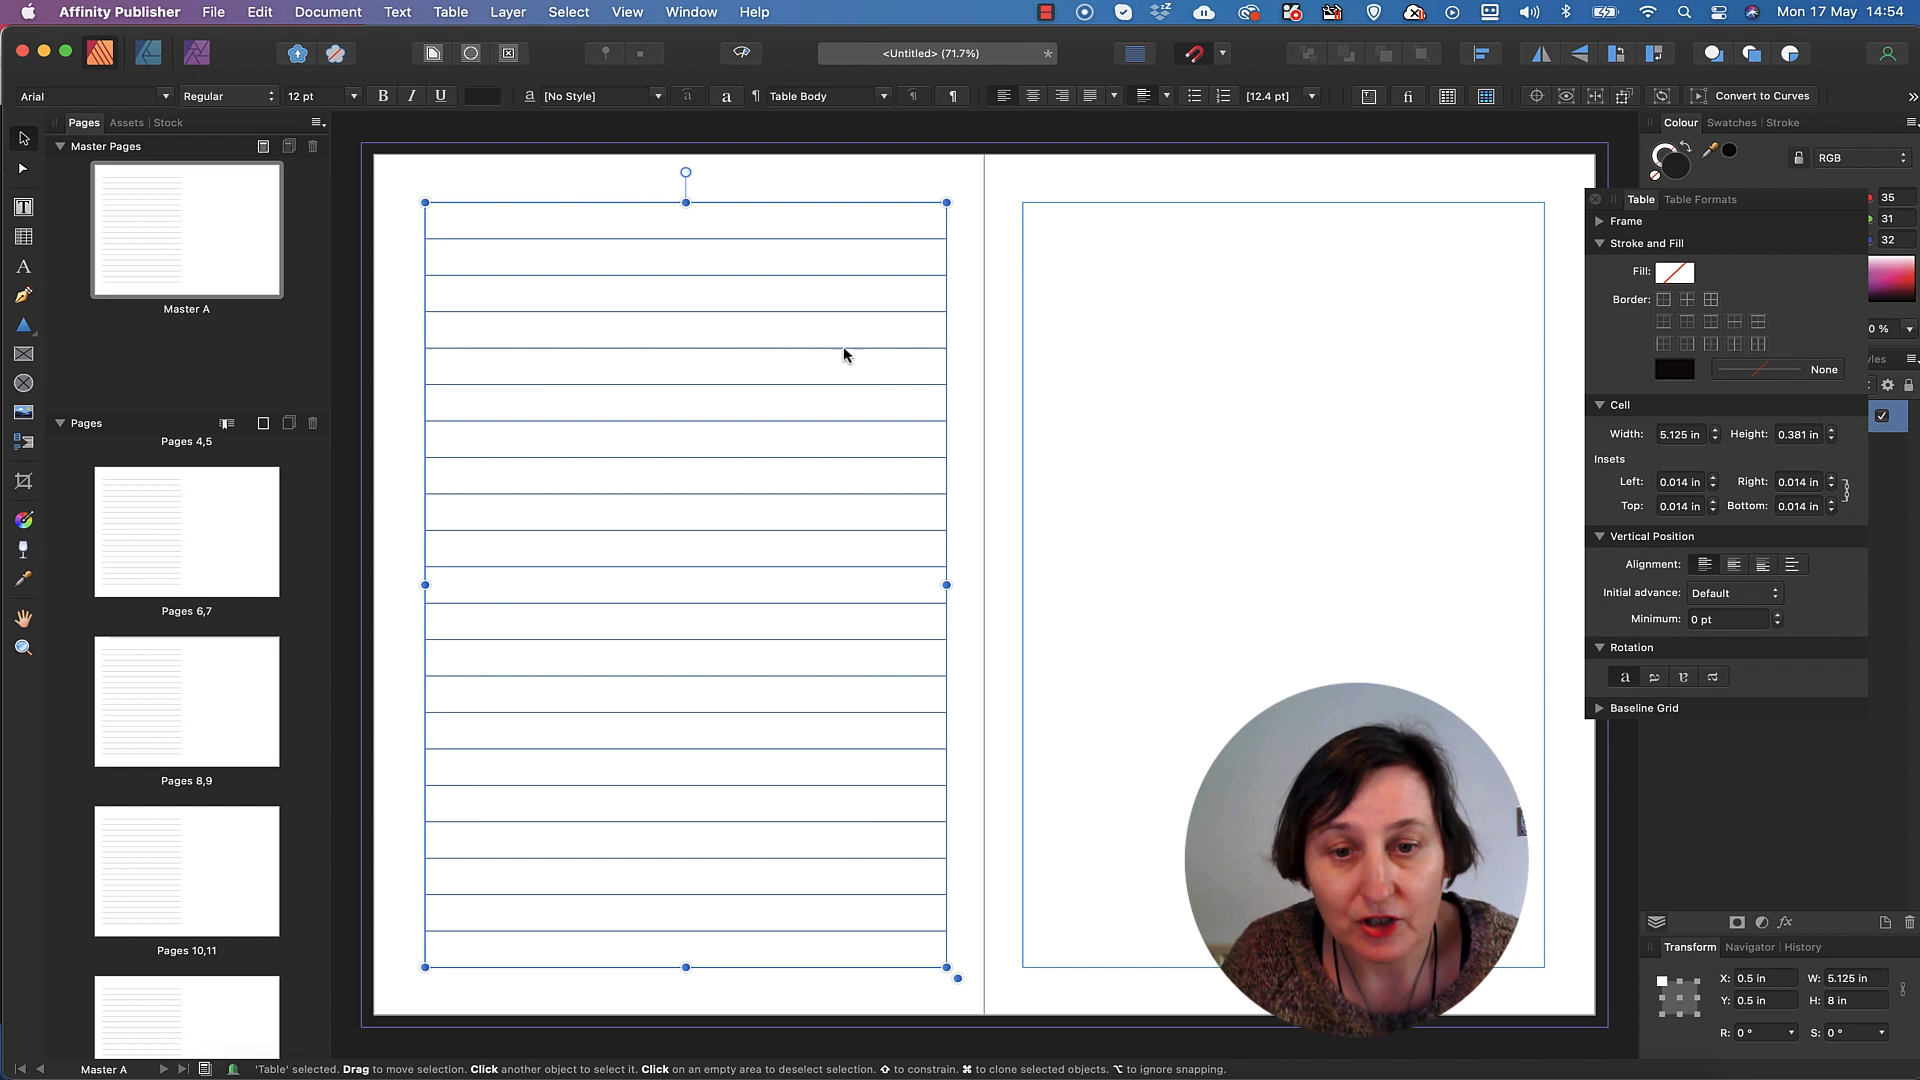 Affinity Publisher File Edit Document Text Table Layer Select View Window Help Mon 17 May 14:54
<Untitled> (71.7%) *
Arial Regular 12 pt B I U a [No Style] a a ¶ Table Body ¶ ¶ [12.4 pt] fi Convert to Curves
Pages Assets Stock
Master Pages
Master A
Pages
Pages 4,5
Pages 6,7
Pages 8,9
Pages 10,11
Colour Swatches Stroke
RGB
35
31
32
0 %
yles
Table Table Formats
Frame
Stroke and Fill
Fill:
Border:
None
Cell
Width: 5.125 in Height: 0.381 in
Insets
Left: 0.014 in Right: 0.014 in
Top: 0.014 in Bottom: 0.014 in
Vertical Position
Alignment:
Initial advance: Default
Minimum: 0 pt
Rotation
a a a a
Baseline Grid
fx
Transform Navigator History
X: 0.5 in W: 5.125 in
Y: 0.5 in H: 8 in
R: 0 ° S: 0 °
Master A 'Table' selected. Drag to move selection. Click another object to select it. Click on an empty area to deselect selection. ⇧ to constrain. ⌘ to clone selected objects. ⌥ to ignore snapping.